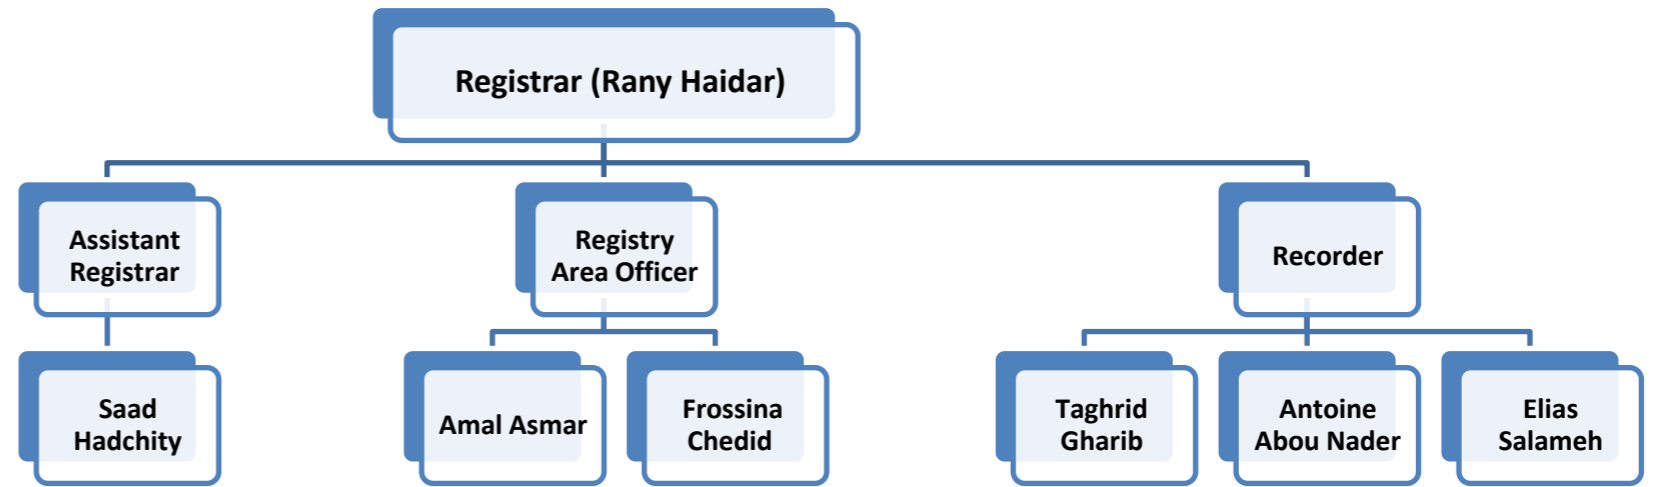 Registrar (Rany Haidar)
Assistant
Registrar
Registry
Area Officer
Recorder
Saad
Hadchity
Amal Asmar
Frossina
Chedid
Taghrid
Gharib
Antoine
Abou Nader
Elias
Salameh